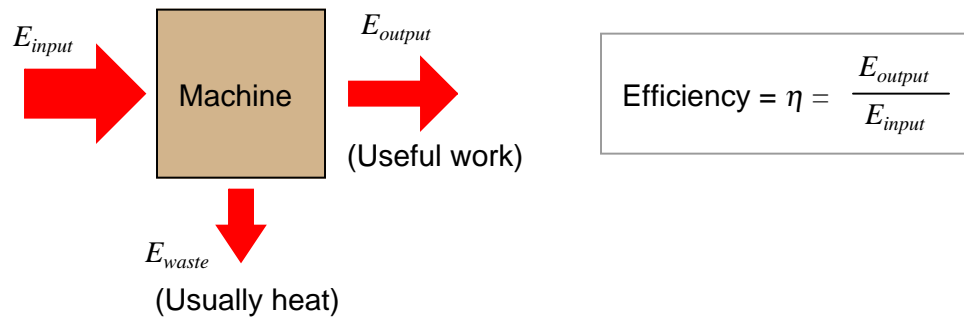 E_input
E_output
Machine
(Useful work)
E_waste
(Usually heat)
Efficiency = η = E_output / E_input